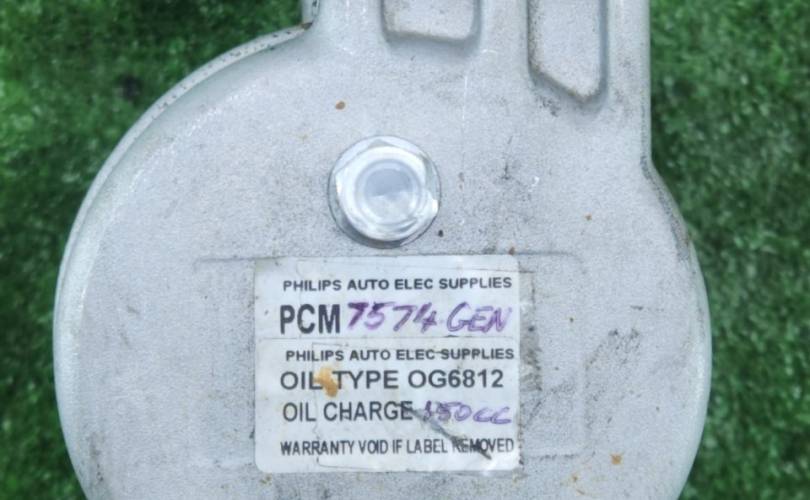 PHILIPS AUTO ELEC SUPPLIES
PCM 7574 GEN
PHILIPS AUTO ELEC SUPPLIES
OIL TYPE OG6812
OIL CHARGE 150CC
WARRANTY VOID IF LABEL REMOVED